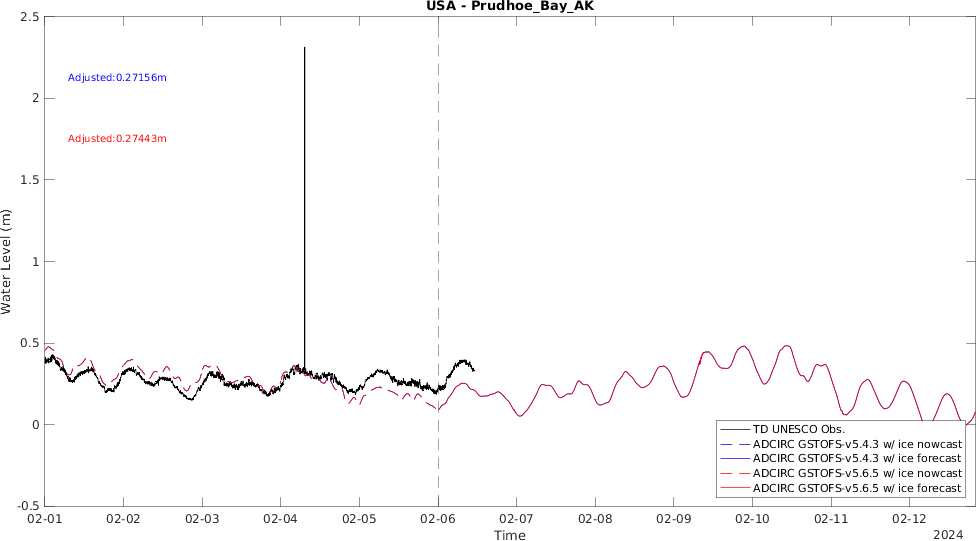 USA - Prudhoe_Bay_AK
2.5
2
1.5
1
0.5
0
-0.5
Water Level (m)
Adjusted:0.27156m
Adjusted:0.27443m
TD UNESCO Obs.
ADCIRC GSTOFS-v5.4.3 w/ ice nowcast
ADCIRC GSTOFS-v5.4.3 w/ ice forecast
ADCIRC GSTOFS-v5.6.5 w/ ice nowcast
ADCIRC GSTOFS-v5.6.5 w/ ice forecast
02-01 02-02 02-03 02-04 02-05 02-06 02-07 02-08 02-09 02-10 02-11 02-12
Time
2024